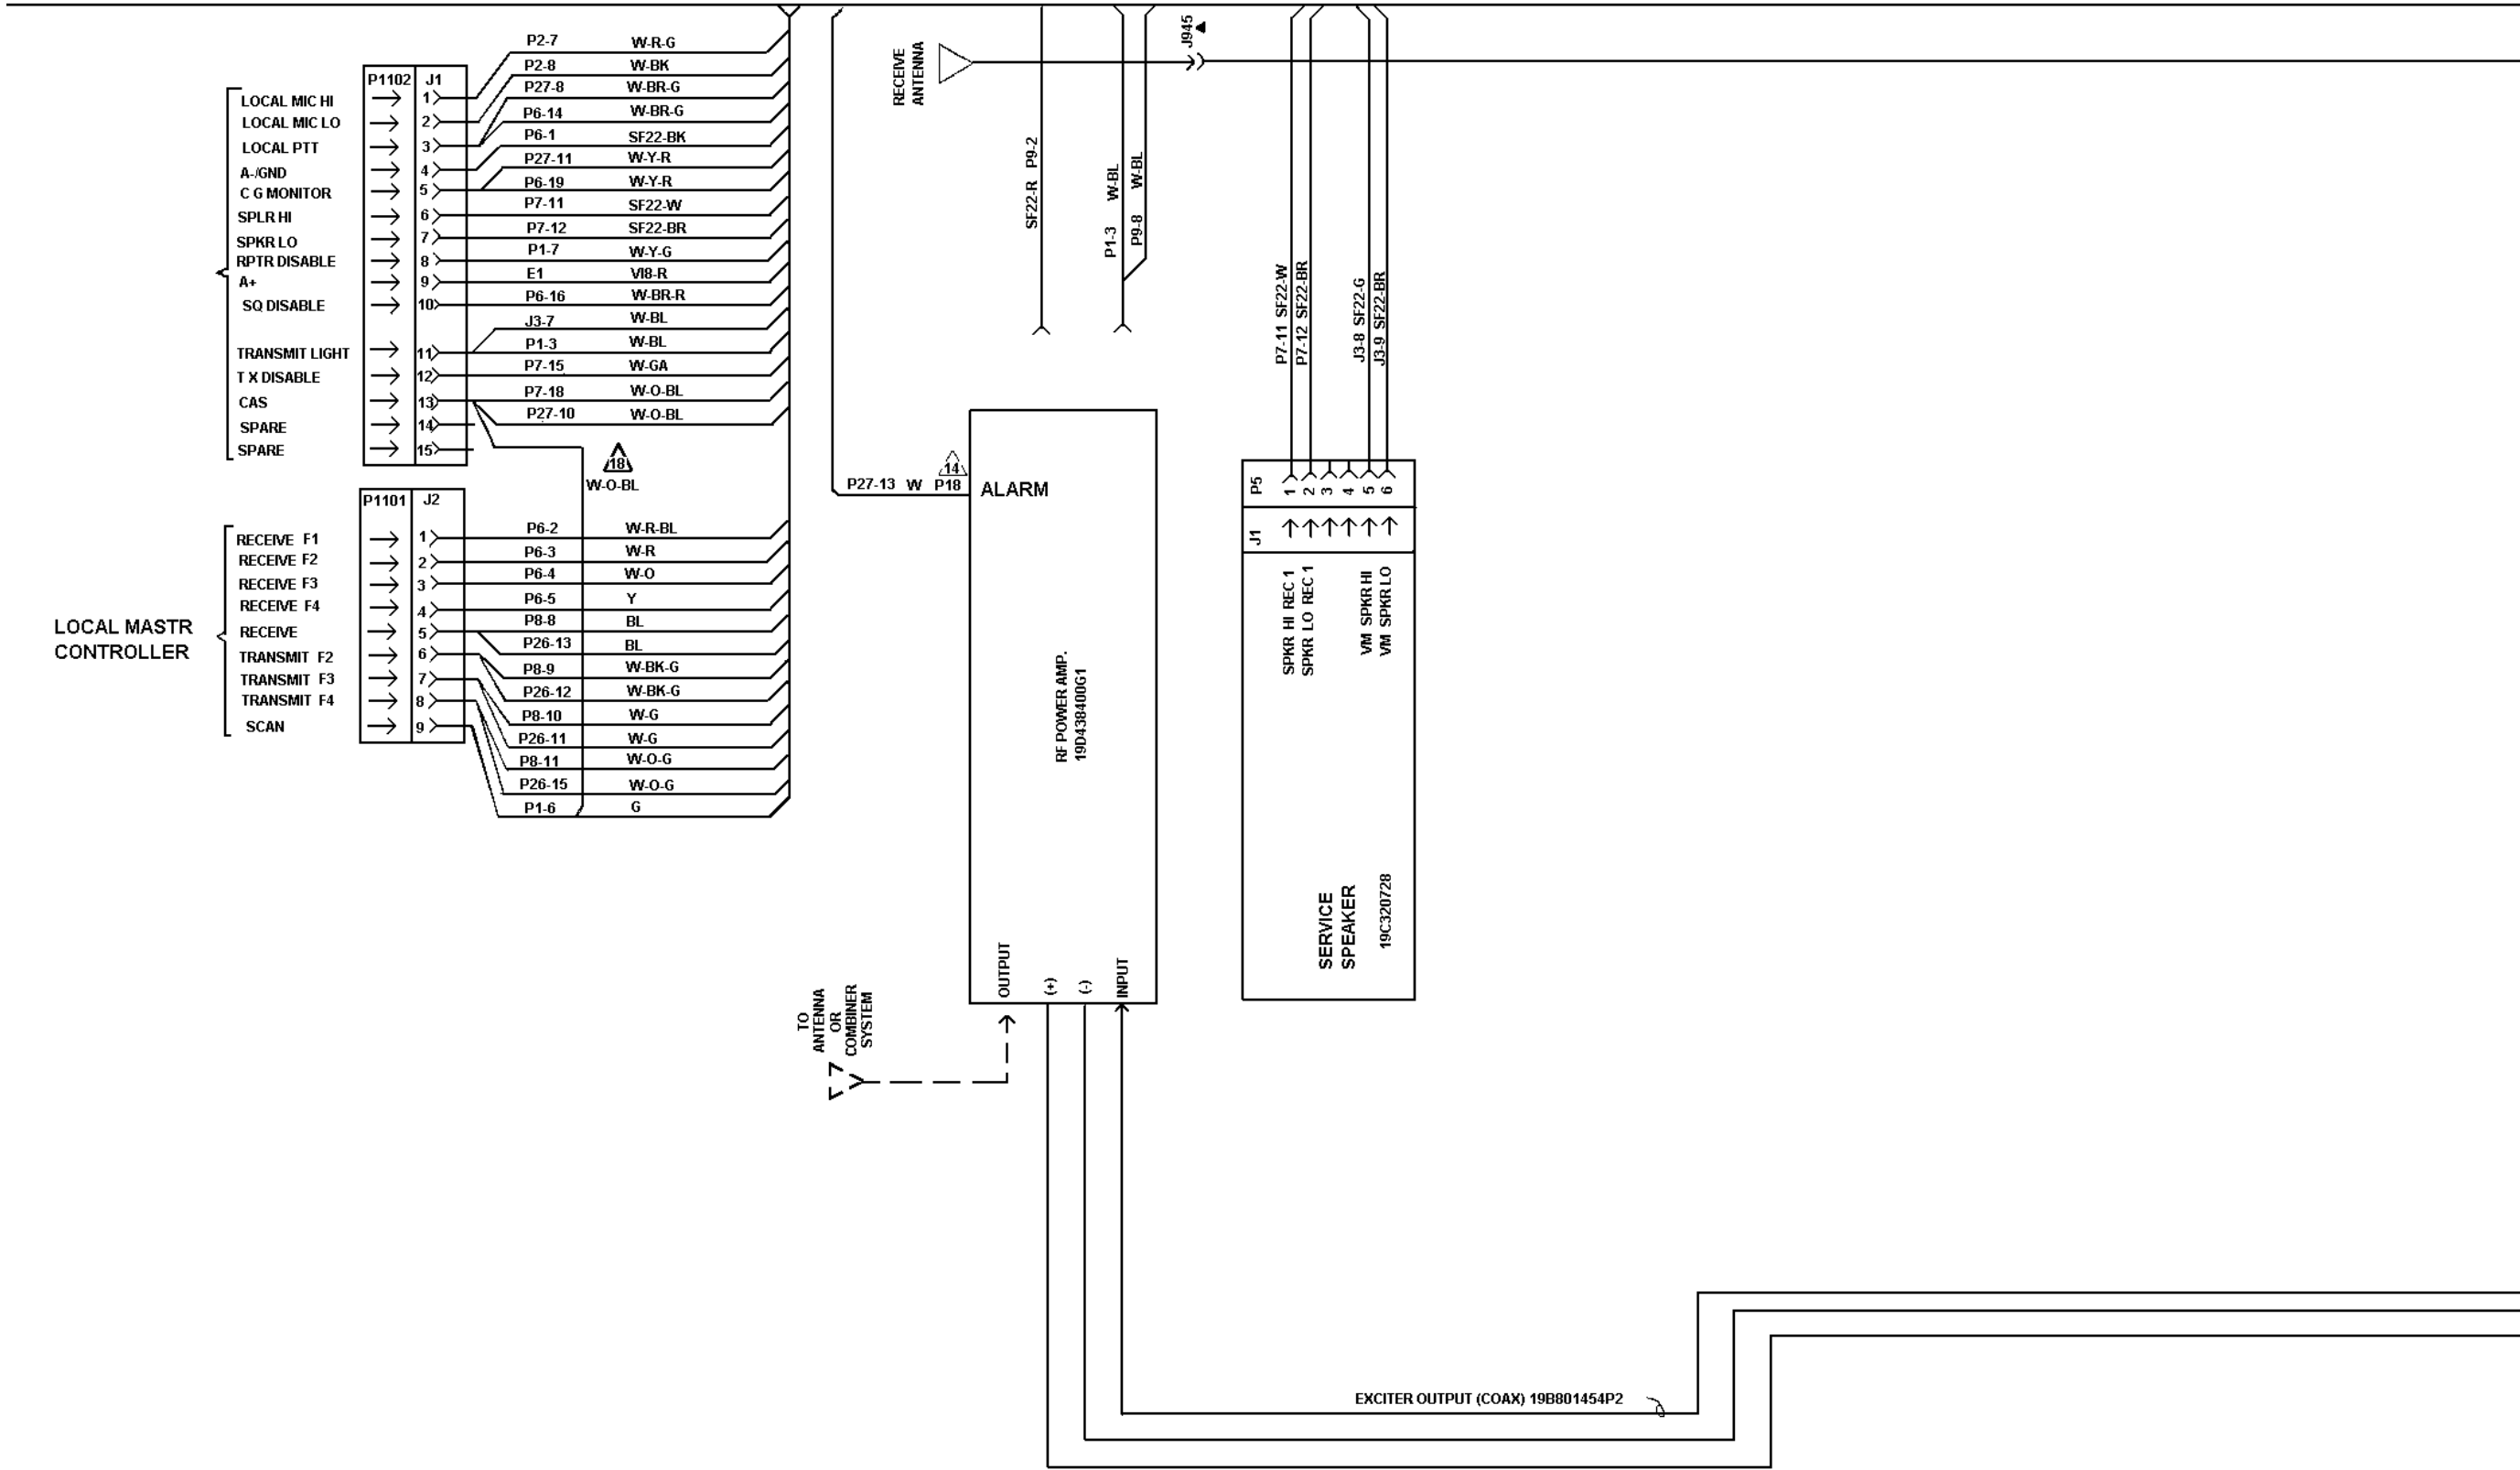 P1102 J1
LOCAL MIC HI 1 P2-7 W-R-G
LOCAL MIC LO 2 P2-8 W-BK
LOCAL PTT 3 P27-8 W-BR-G
P6-14 W-BR-G
A-/GND 4 P6-1 SF22-BK
C G MONITOR 5 P27-11 W-Y-R
P6-19 W-Y-R
SPLR HI 6 P7-11 SF22-W
SPKR LO 7 P7-12 SF22-BR
RPTR DISABLE 8 P1-7 W-Y-G
A+ 9 E1 VI8-R
SQ DISABLE 10 P6-16 W-BR-R
J3-7 W-BL
TRANSMIT LIGHT 11 P1-3 W-BL
T X DISABLE 12 P7-15 W-GA
CAS 13 P7-18 W-O-BL
P27-10 W-O-BL
SPARE 14
SPARE 15
18
W-O-BL
LOCAL MASTR
CONTROLLER
P1101 J2
RECEIVE F1 1 P6-2 W-R-BL
RECEIVE F2 2 P6-3 W-R
RECEIVE F3 3 P6-4 W-O
RECEIVE F4 4 P6-5 Y
RECEIVE 5 P8-8 BL
P26-13 BL
TRANSMIT F2 6 P8-9 W-BK-G
P26-12 W-BK-G
TRANSMIT F3 7 P8-10 W-G
P26-11 W-G
TRANSMIT F4 8 P8-11 W-O-G
P26-15 W-O-G
SCAN 9 P1-6 G
RECEIVE
ANTENNA
J945
SF22-R P9-2
P1-3 W-BL
P9-8 W-BL
P27-13 W P18
14
ALARM
RF POWER AMP.
19D438400G1
OUTPUT
(+)
(-)
INPUT
TO
ANTENNA
OR
COMBINER
SYSTEM
P7-11 SF22-W
P7-12 SF22-BR
J3-8 SF22-G
J3-9 SF22-BR
P5
1 2 3 4 5 6
J1
SPKR HI REC 1
SPKR LO REC 1
VM SPKR HI
VM SPKR LO
SERVICE
SPEAKER
19C320728
EXCITER OUTPUT (COAX) 19B801454P2